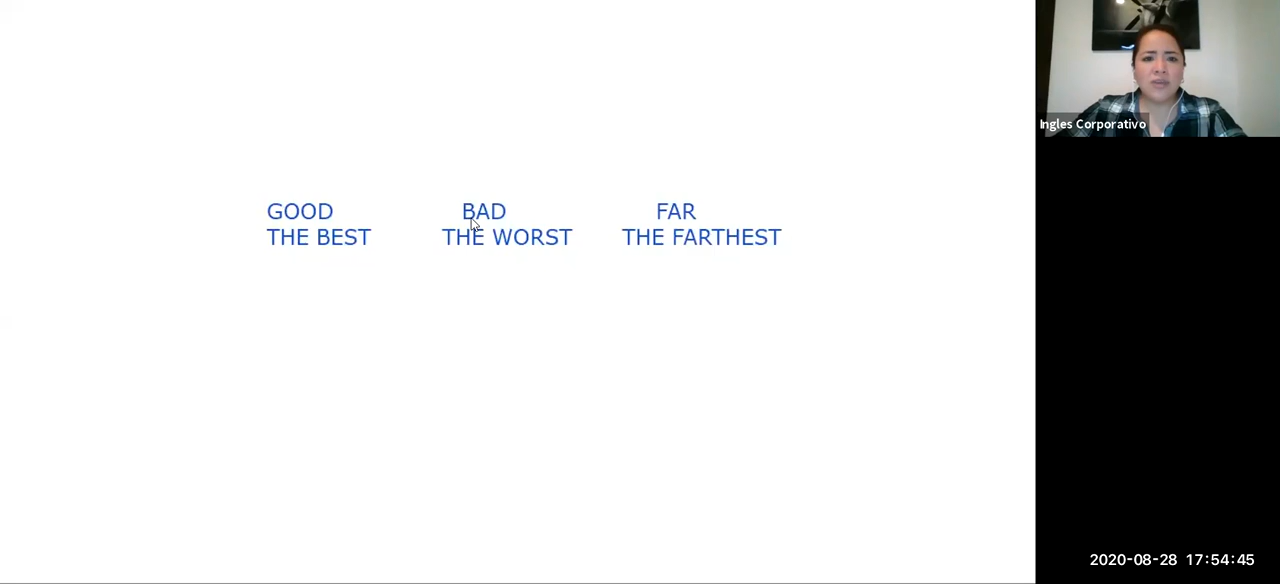 GOOD BAD FAR
THE BEST THE WORST THE FARTHEST
Ingles Corporativo
2020-08-28 17:54:45